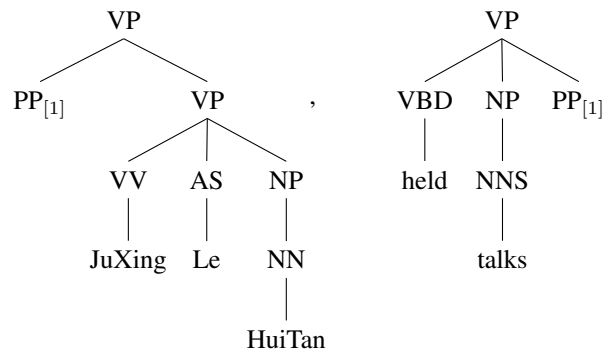 VP VP
PP[1] VP , VBD NP PP[1]
VV AS NP held NNS
JuXing Le NN talks
HuiTan